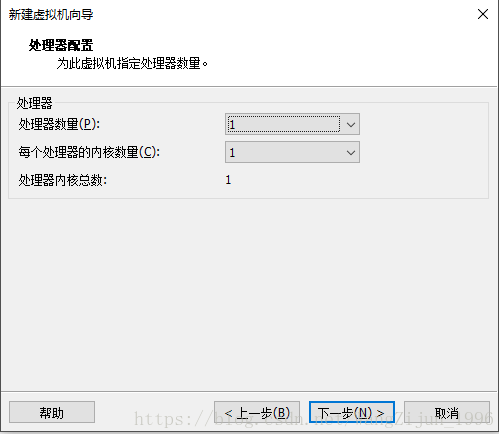 新建虚拟机向导
处理器配置
为此虚拟机指定处理器数量。
处理器
处理器数量(P):
1
每个处理器的内核数量(C):
1
处理器内核总数:
1
帮助
< 上一步(B)
下一步(N) >
取消